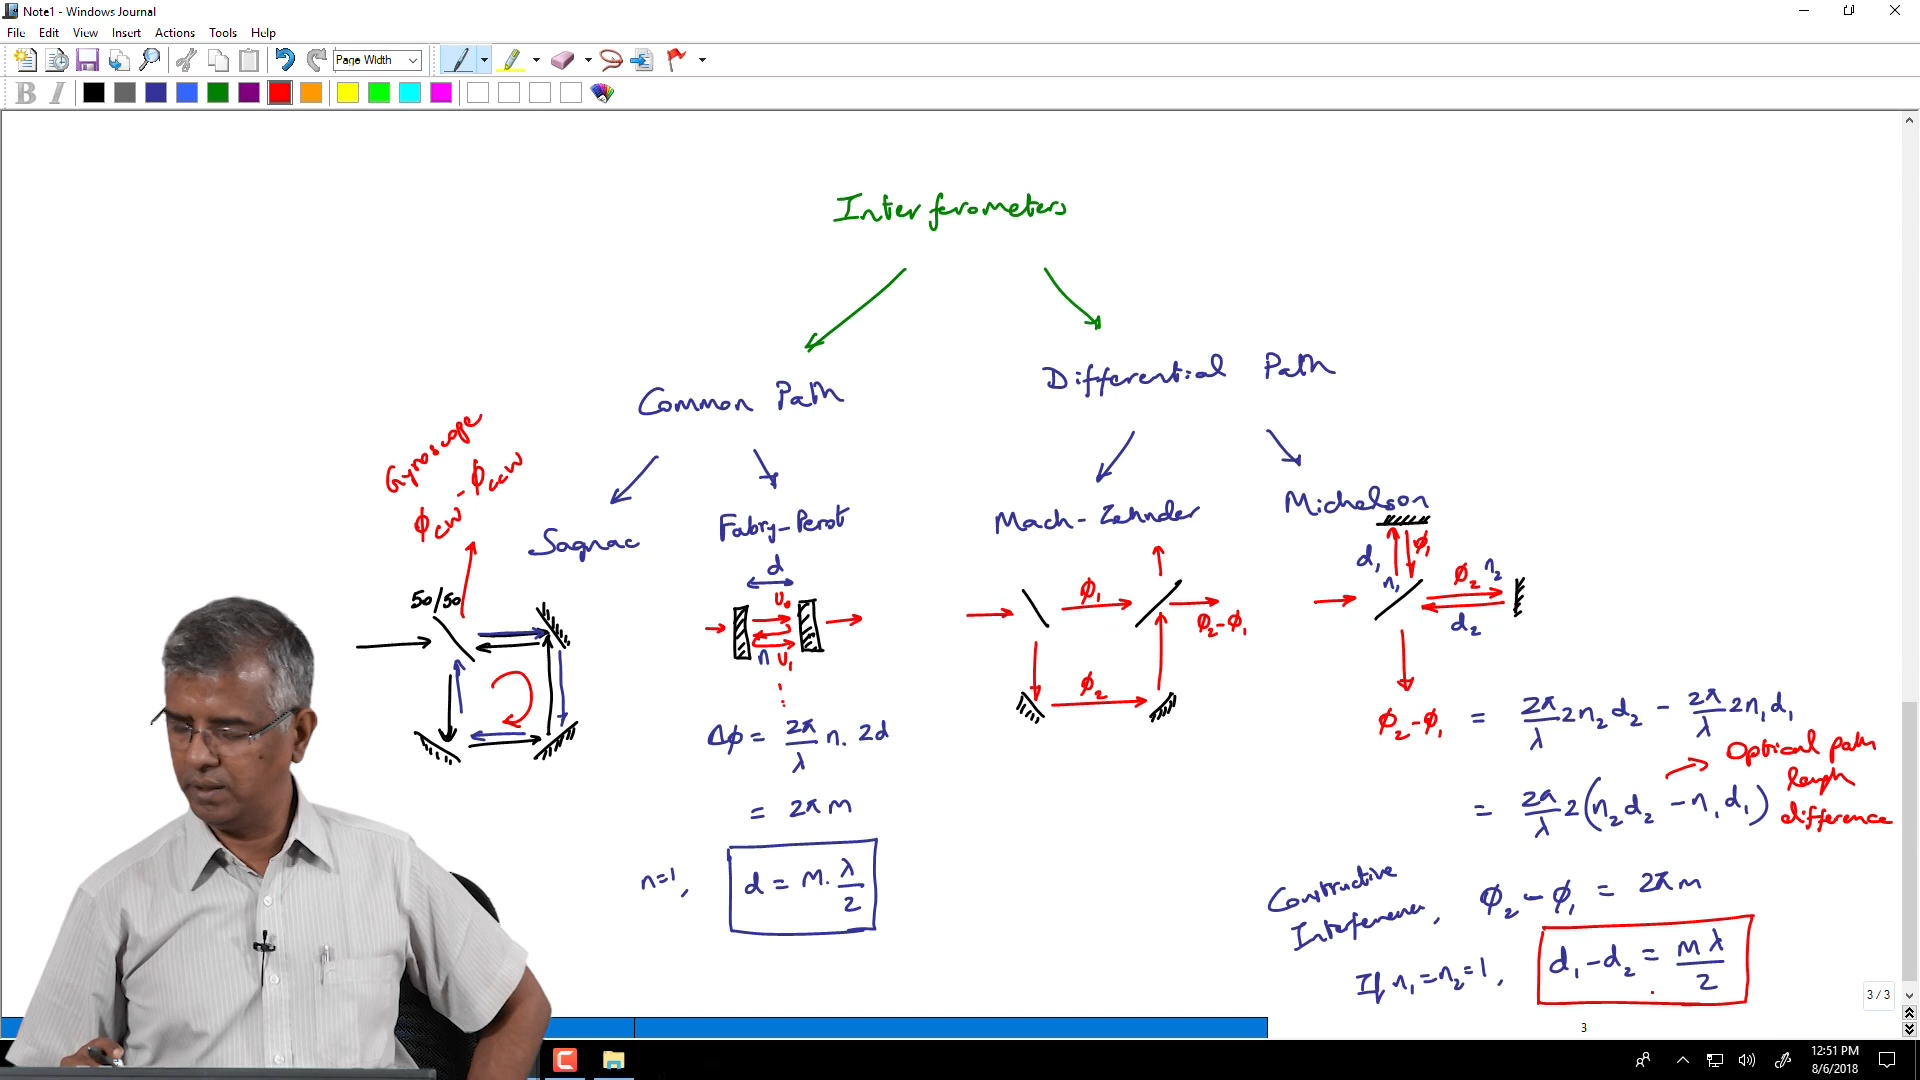 Note1 - Windows Journal
File Edit View Insert Actions Tools Help
Page Width
B I
Interferometers
Common Path
Differential Path
Gyroscope
ϕcw - ϕccw
Sagnac
Fabry-Perot
Mach-Zehnder
Michelson
50/50
d
U₀
n U₁
Δϕ = 2π/λ n. 2d
= 2π m
n=1, d = m. λ/2
ϕ₁
ϕ₂
ϕ₂-ϕ₁
d₁ ϕ₁
n₁
ϕ₂ n₂
d₂
ϕ₂-ϕ₁ = 2π/λ 2n₂d₂ - 2π/λ 2n₁d₁
= 2π/λ 2(n₂d₂ - n₁d₁)
Optical path
length
difference
Constructive
Interference, ϕ₂ - ϕ₁ = 2π m
If n₁=n₂=1, d₁-d₂ = mλ/2
3 / 3
3
12:51 PM
8/6/2018